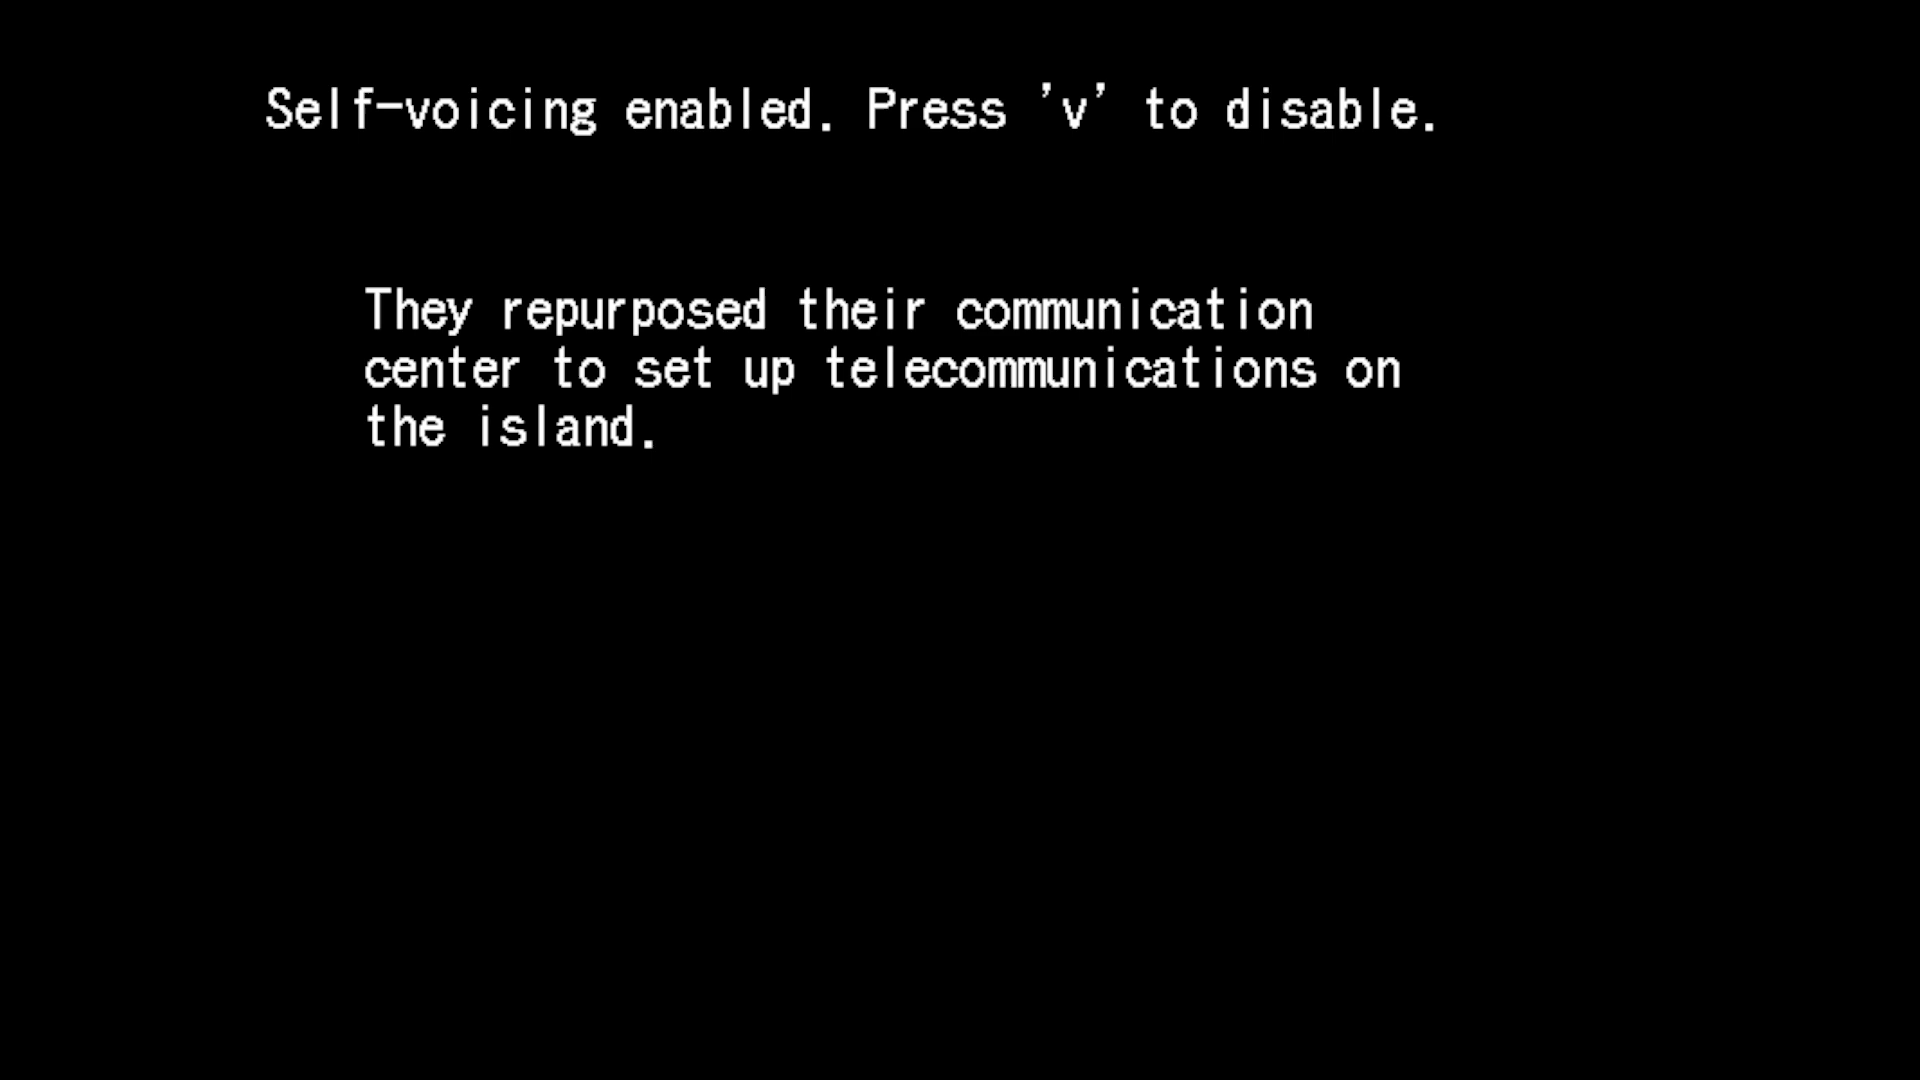 Self-voicing enabled. Press 'v' to disable.
They repurposed their communication
center to set up telecommunications on
the island.